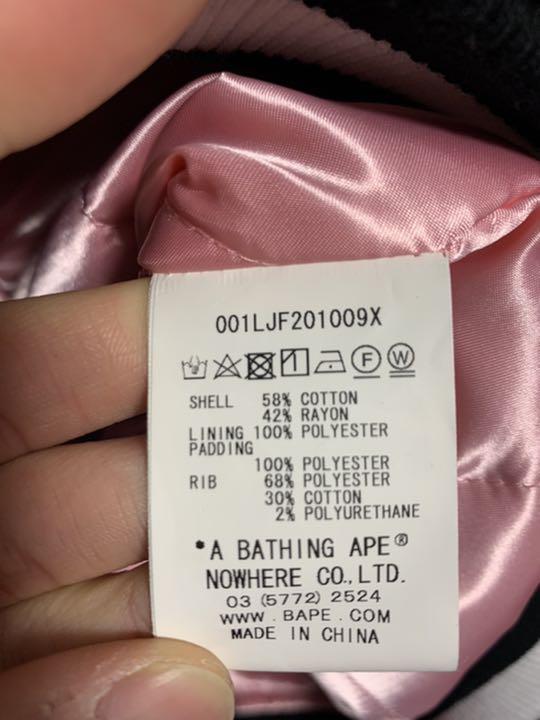 001LJF201009X
F W
SHELL 58% COTTON
42% RAYON
LINING 100% POLYESTER
PADDING
100% POLYESTER
RIB 68% POLYESTER
30% COTTON
2% POLYURETHANE
*A BATHING APE®
NOWHERE CO., LTD.
03 (5772) 2524
WWW.BAPE.COM
MADE IN CHINA